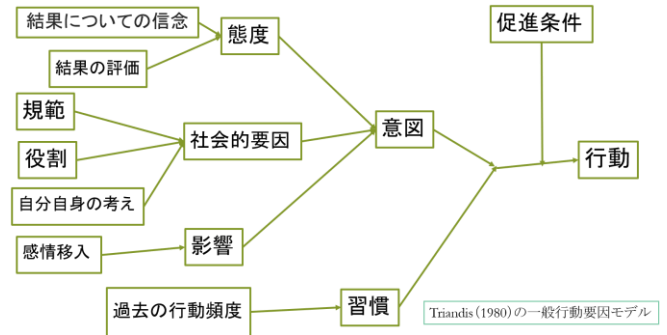 結果についての信念
態度
促進条件
結果の評価
規範
社会的要因
意図
役割
行動
自分自身の考え
感情移入
影響
過去の行動頻度
習慣
Triandis（1980）の一般行動要因モデル